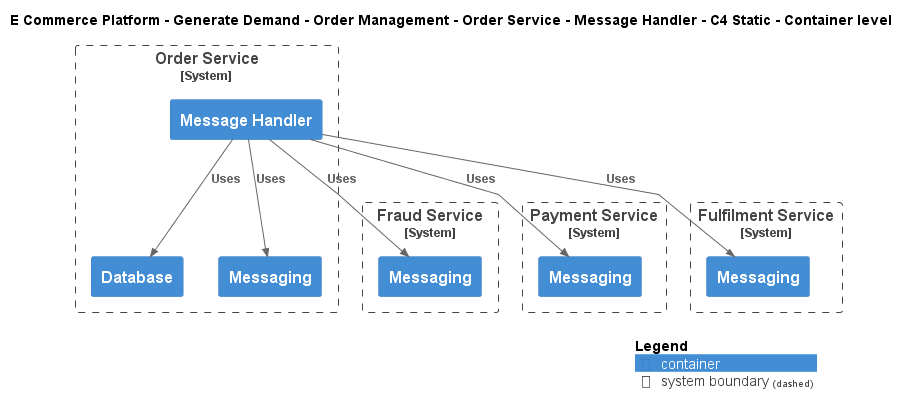 E Commerce Platform - Generate Demand - Order Management - Order Service - Message Handler - C4 Static - Container level
Order Service
[System]
Message Handler
Uses
Uses
Uses
Uses
Uses
Fraud Service
[System]
Payment Service
[System]
Fulfilment Service
[System]
Database
Messaging
Messaging
Messaging
Messaging
Legend
container
system boundary (dashed)